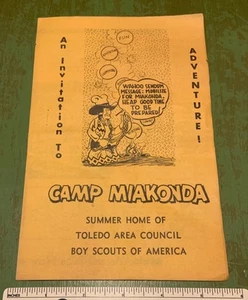 An Invitation To
ADVENTURE!
FUN
WAHOO SENDUM
MESSAGE: MOBILIZE
FOR MIAKONDA.
HEAP GOOD TIME
TO BE
PREPARED!
CAMP MIAKONDA
SUMMER HOME OF
TOLEDO AREA COUNCIL
BOY SCOUTS OF AMERICA